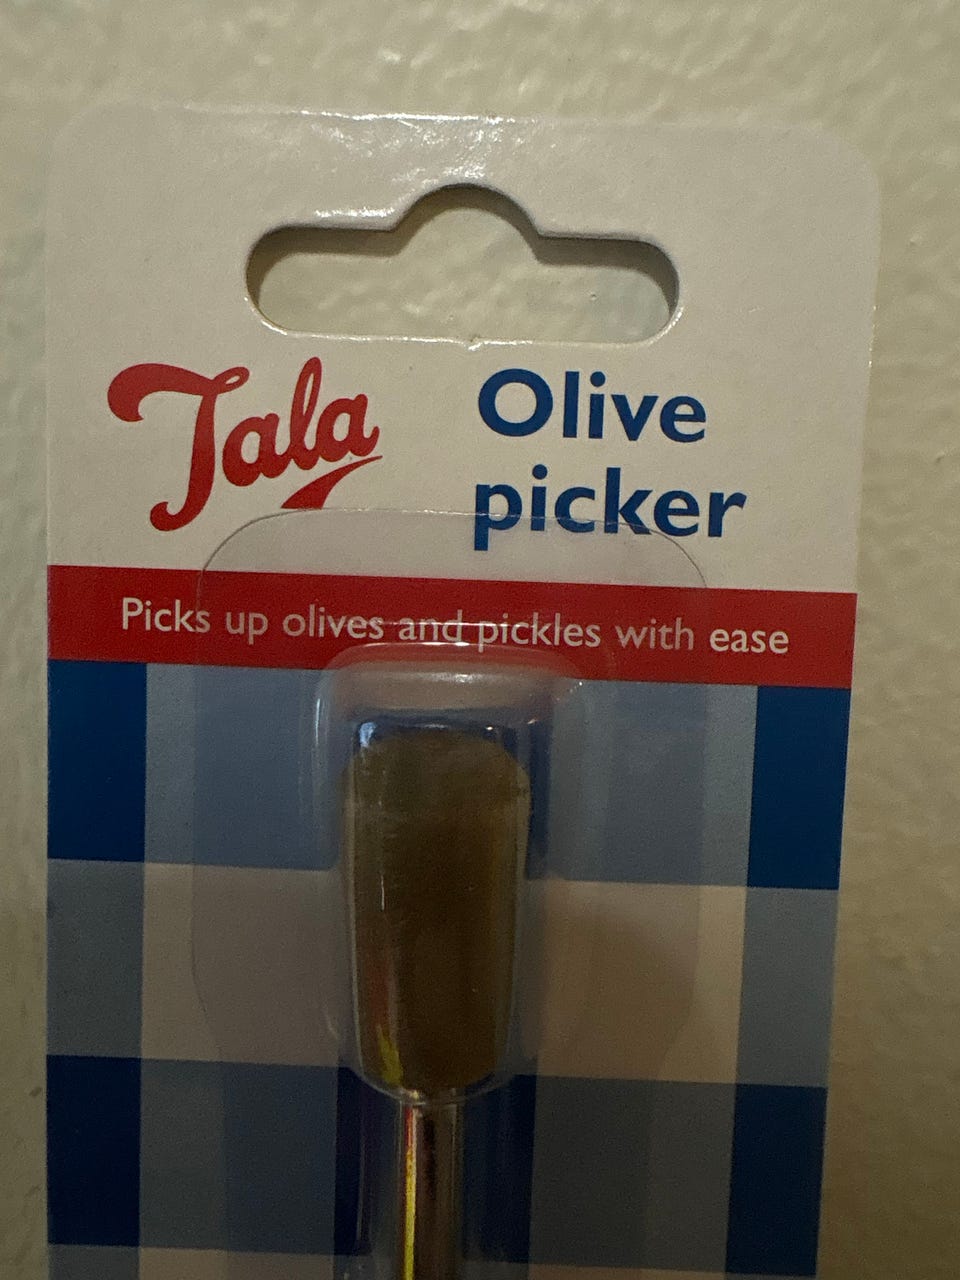 Tala
Olive
picker
Picks up olives and pickles with ease